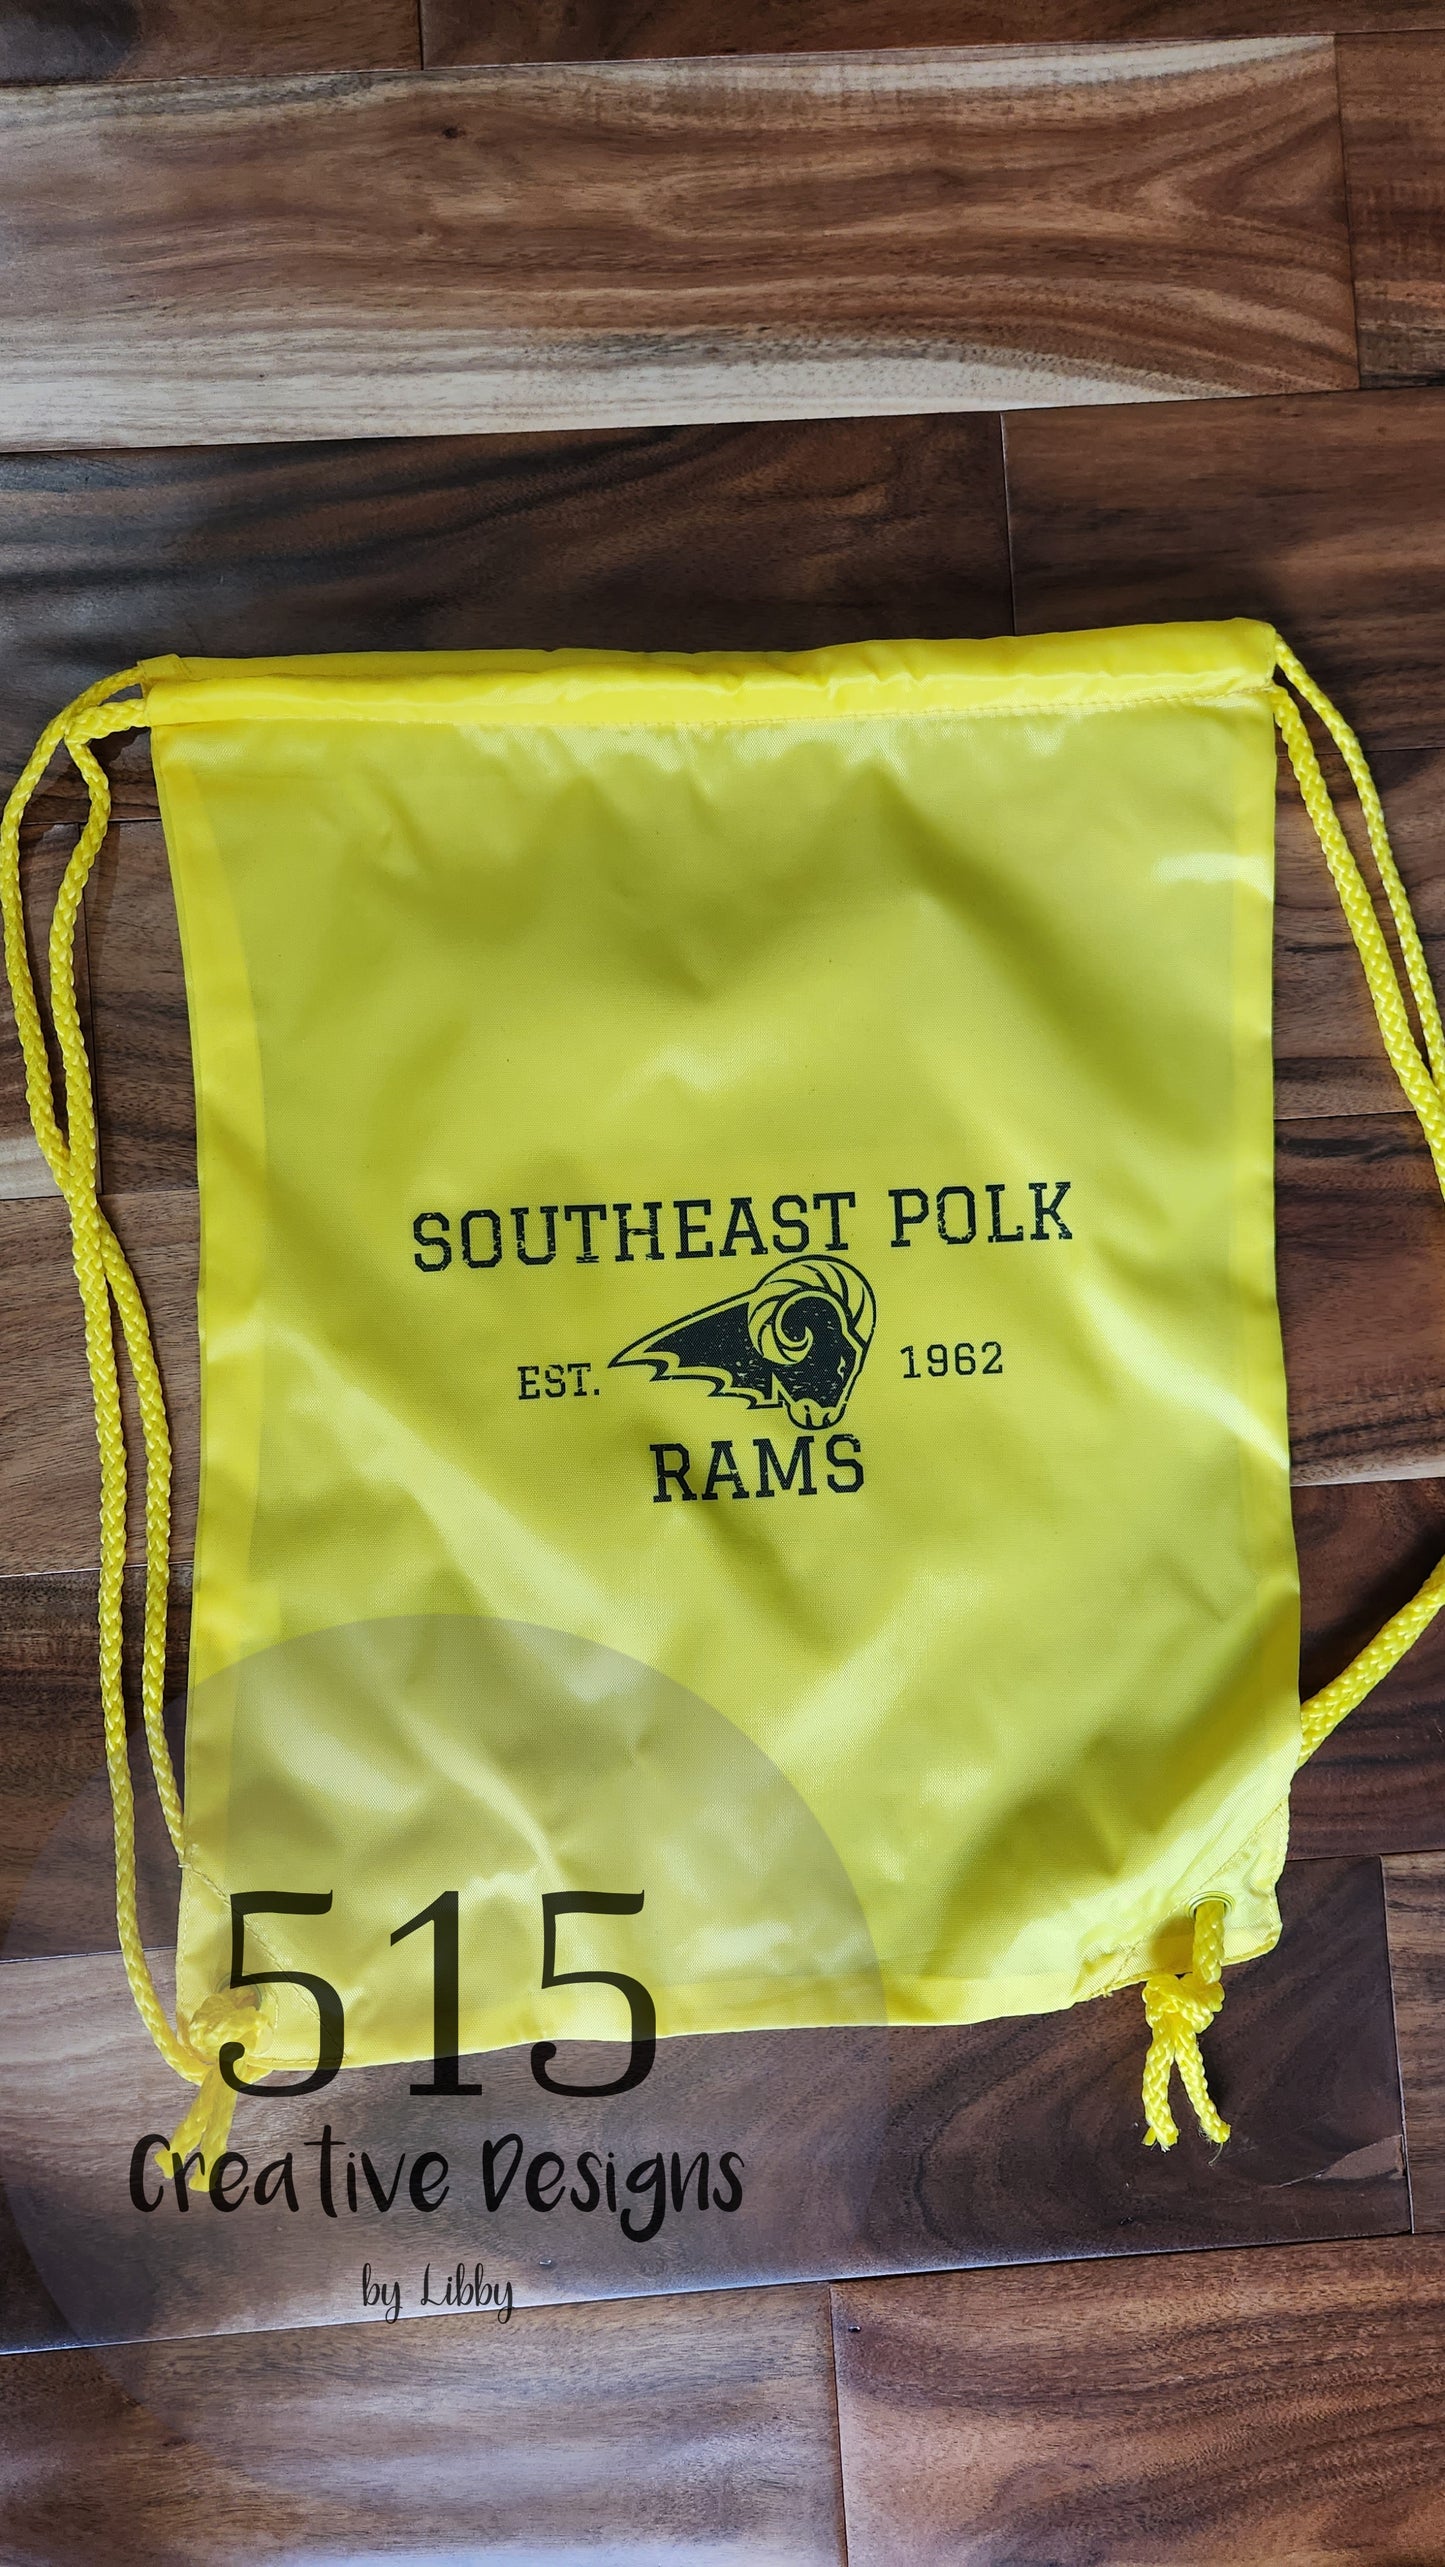 SOUTHEAST POLK
EST. 1962
RAMS
515
Creative Designs
by Libby